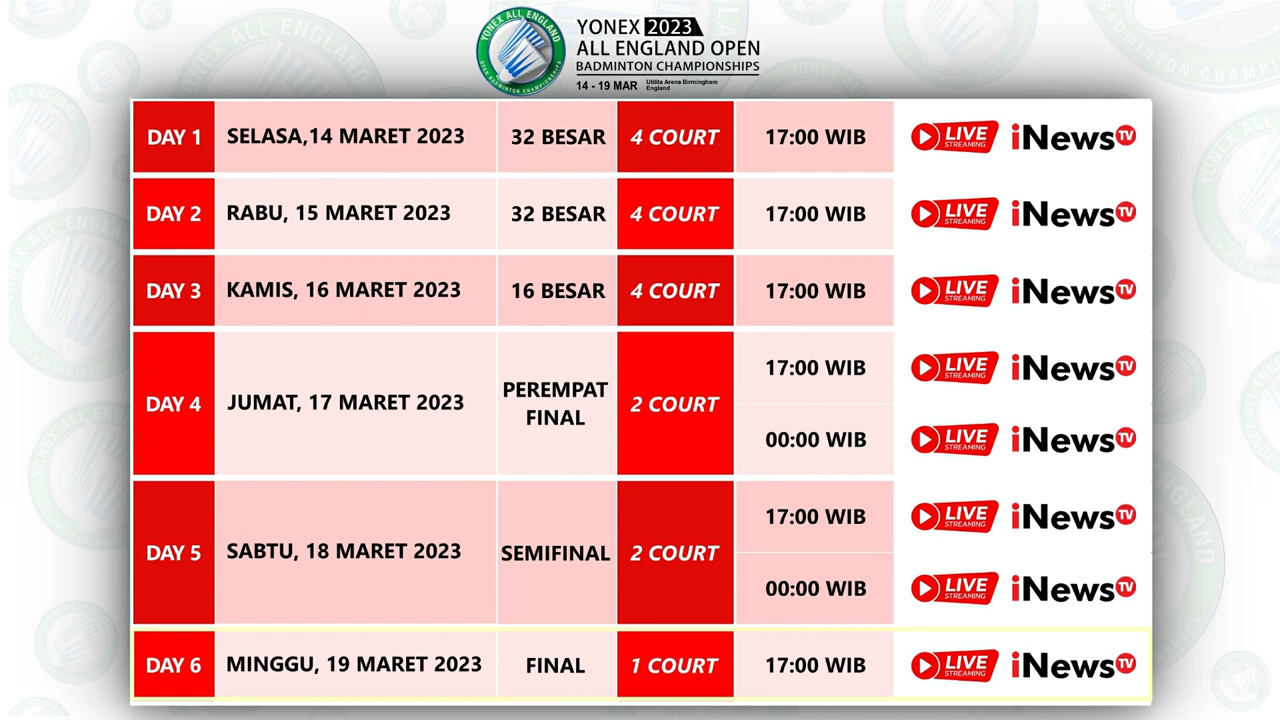 YONEX ALL ENGLAND
OPEN BADMINTON CHAMPIONSHIPS
YONEX 2023
ALL ENGLAND OPEN
BADMINTON CHAMPIONSHIPS
14 - 19 MAR Utilita Arena Birmingham
England
DAY 1 SELASA,14 MARET 2023 32 BESAR 4 COURT 17:00 WIB LIVE STREAMING iNews TV
DAY 2 RABU, 15 MARET 2023 32 BESAR 4 COURT 17:00 WIB LIVE STREAMING iNews TV
DAY 3 KAMIS, 16 MARET 2023 16 BESAR 4 COURT 17:00 WIB LIVE STREAMING iNews TV
DAY 4 JUMAT, 17 MARET 2023 PEREMPAT
FINAL 2 COURT 17:00 WIB LIVE STREAMING iNews TV
00:00 WIB LIVE STREAMING iNews TV
DAY 5 SABTU, 18 MARET 2023 SEMIFINAL 2 COURT 17:00 WIB LIVE STREAMING iNews TV
00:00 WIB LIVE STREAMING iNews TV
DAY 6 MINGGU, 19 MARET 2023 FINAL 1 COURT 17:00 WIB LIVE STREAMING iNews TV